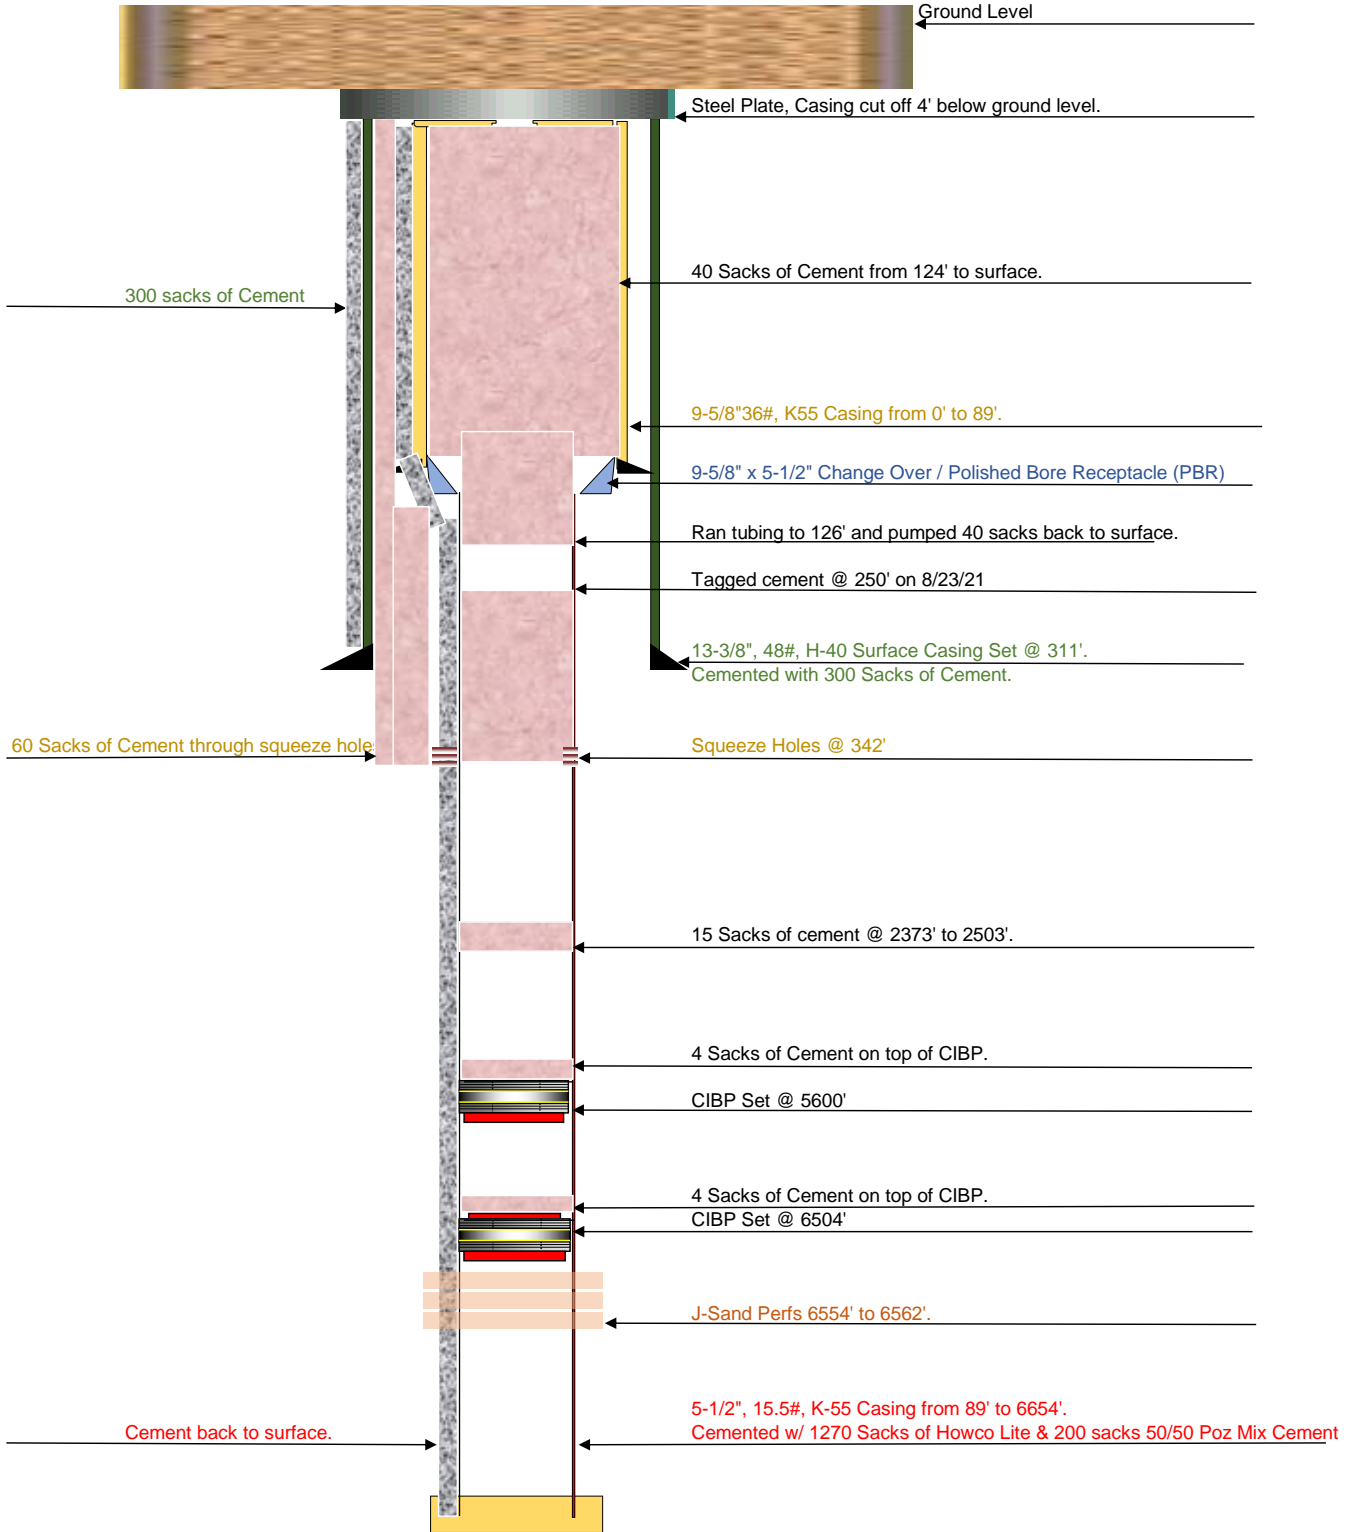 Ground Level
Steel Plate, Casing cut off 4' below ground level.
40 Sacks of Cement from 124' to surface.
300 sacks of Cement
9-5/8"36#, K55 Casing from 0' to 89'.
9-5/8" x 5-1/2" Change Over / Polished Bore Receptacle (PBR)
Ran tubing to 126' and pumped 40 sacks back to surface.
Tagged cement @ 250' on 8/23/21
13-3/8", 48#, H-40 Surface Casing Set @ 311'.
Cemented with 300 Sacks of Cement.
60 Sacks of Cement through squeeze hole
Squeeze Holes @ 342'
15 Sacks of cement @ 2373' to 2503'.
4 Sacks of Cement on top of CIBP.
CIBP Set @ 5600'
4 Sacks of Cement on top of CIBP.
CIBP Set @ 6504'
J-Sand Perfs 6554' to 6562'.
5-1/2", 15.5#, K-55 Casing from 89' to 6654'.
Cemented w/ 1270 Sacks of Howco Lite & 200 sacks 50/50 Poz Mix Cement
Cement back to surface.